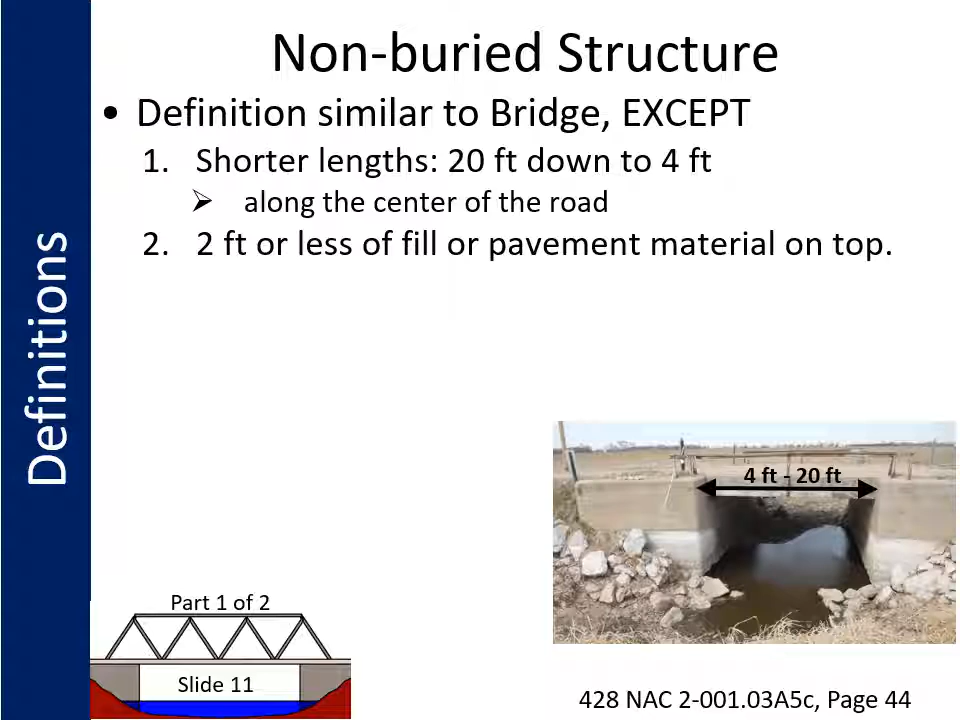 Non-buried Structure
• Definition similar to Bridge, EXCEPT
1. Shorter lengths: 20 ft down to 4 ft
➢ along the center of the road
2. 2 ft or less of fill or pavement material on top.
Definitions
4 ft - 20 ft
Part 1 of 2
Slide 11
428 NAC 2-001.03A5c, Page 44